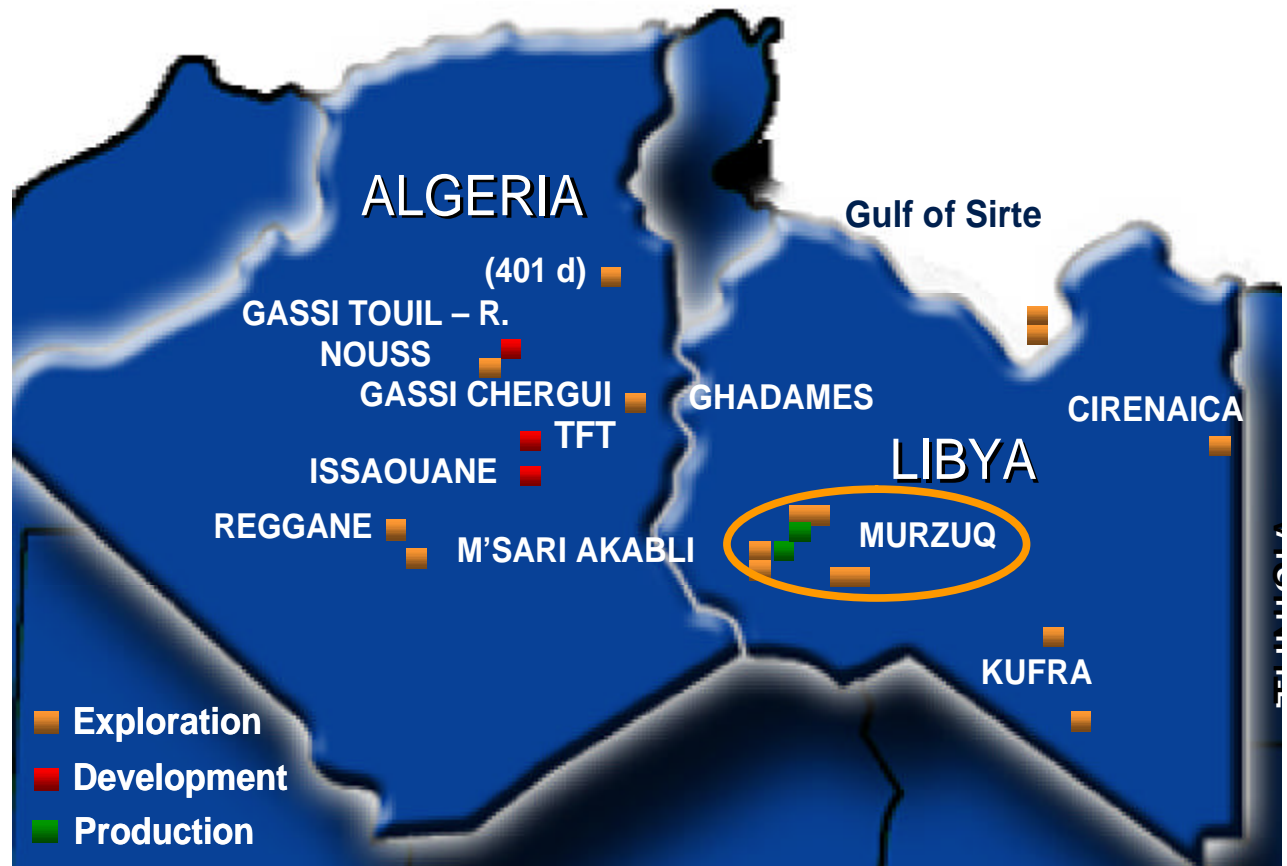 ALGERIA
Gulf of Sirte
(401 d)
GASSI TOUIL – R.
NOUSS
GASSI CHERGUI
GHADAMES
CIRENAICA
TFT
LIBYA
ISSAOUANE
REGGANE
M'SARI AKABLI
MURZUQ
KUFRA
Exploration
Development
Production